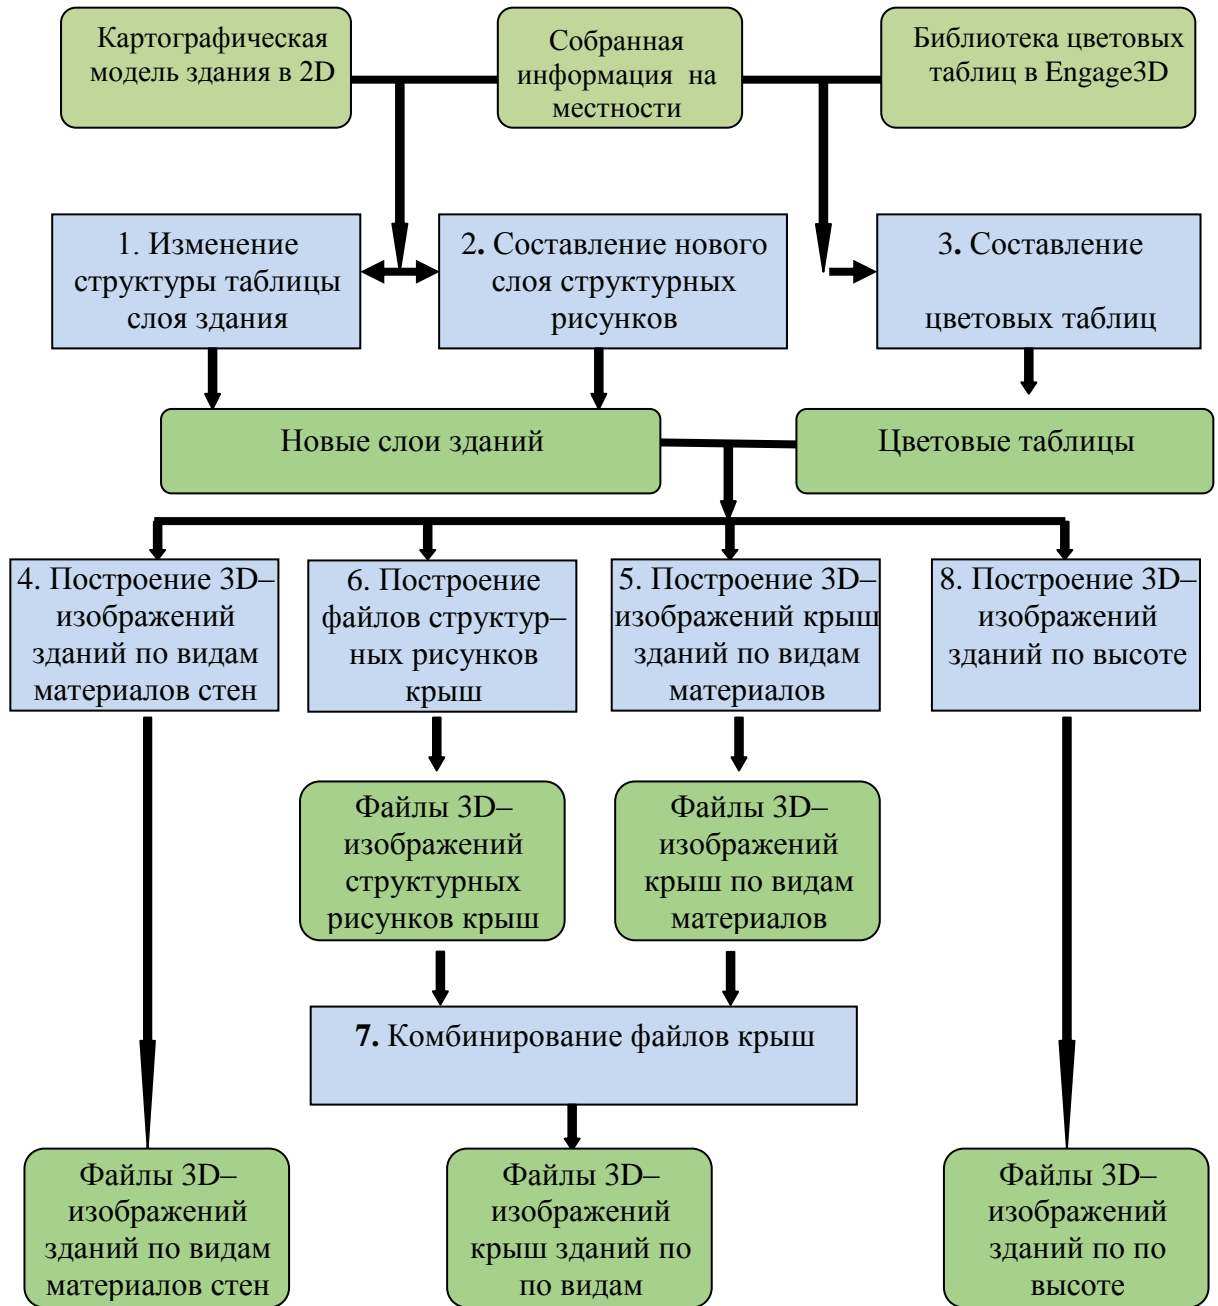 Картографическая
модель здания в 2D
Собранная
информация на
местности
Библиотека цветовых
таблиц в Engage3D
1. Изменение
структуры таблицы
слоя здания
2. Составление нового
слоя структурных
рисунков
3. Составление
цветовых таблиц
Новые слои зданий
Цветовые таблицы
4. Построение 3D–
изображений
зданий по видам
материалов стен
6. Построение
файлов структур–
ных рисунков
крыш
5. Построение 3D–
изображений крыш
зданий по видам
материалов
8. Построение 3D–
изображений
зданий по высоте
Файлы 3D–
изображений
структурных
рисунков крыш
Файлы 3D–
изображений
крыш по видам
материалов
7. Комбинирование файлов крыш
Файлы 3D–
изображений
зданий по видам
материалов стен
Файлы 3D–
изображений
крыш зданий по
по видам
Файлы 3D–
изображений
зданий по по
высоте